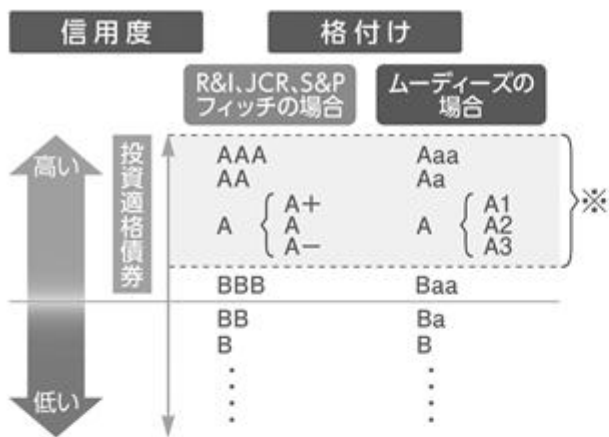 信用度
格付け
R&I、JCR、S&P
フィッチの場合
ムーディーズの
場合
高い
投資適格債券
AAA
Aaa
AA
Aa
A { A+ A A−
A { A1 A2 A3
※
BBB
Baa
BB
Ba
B
B
低い